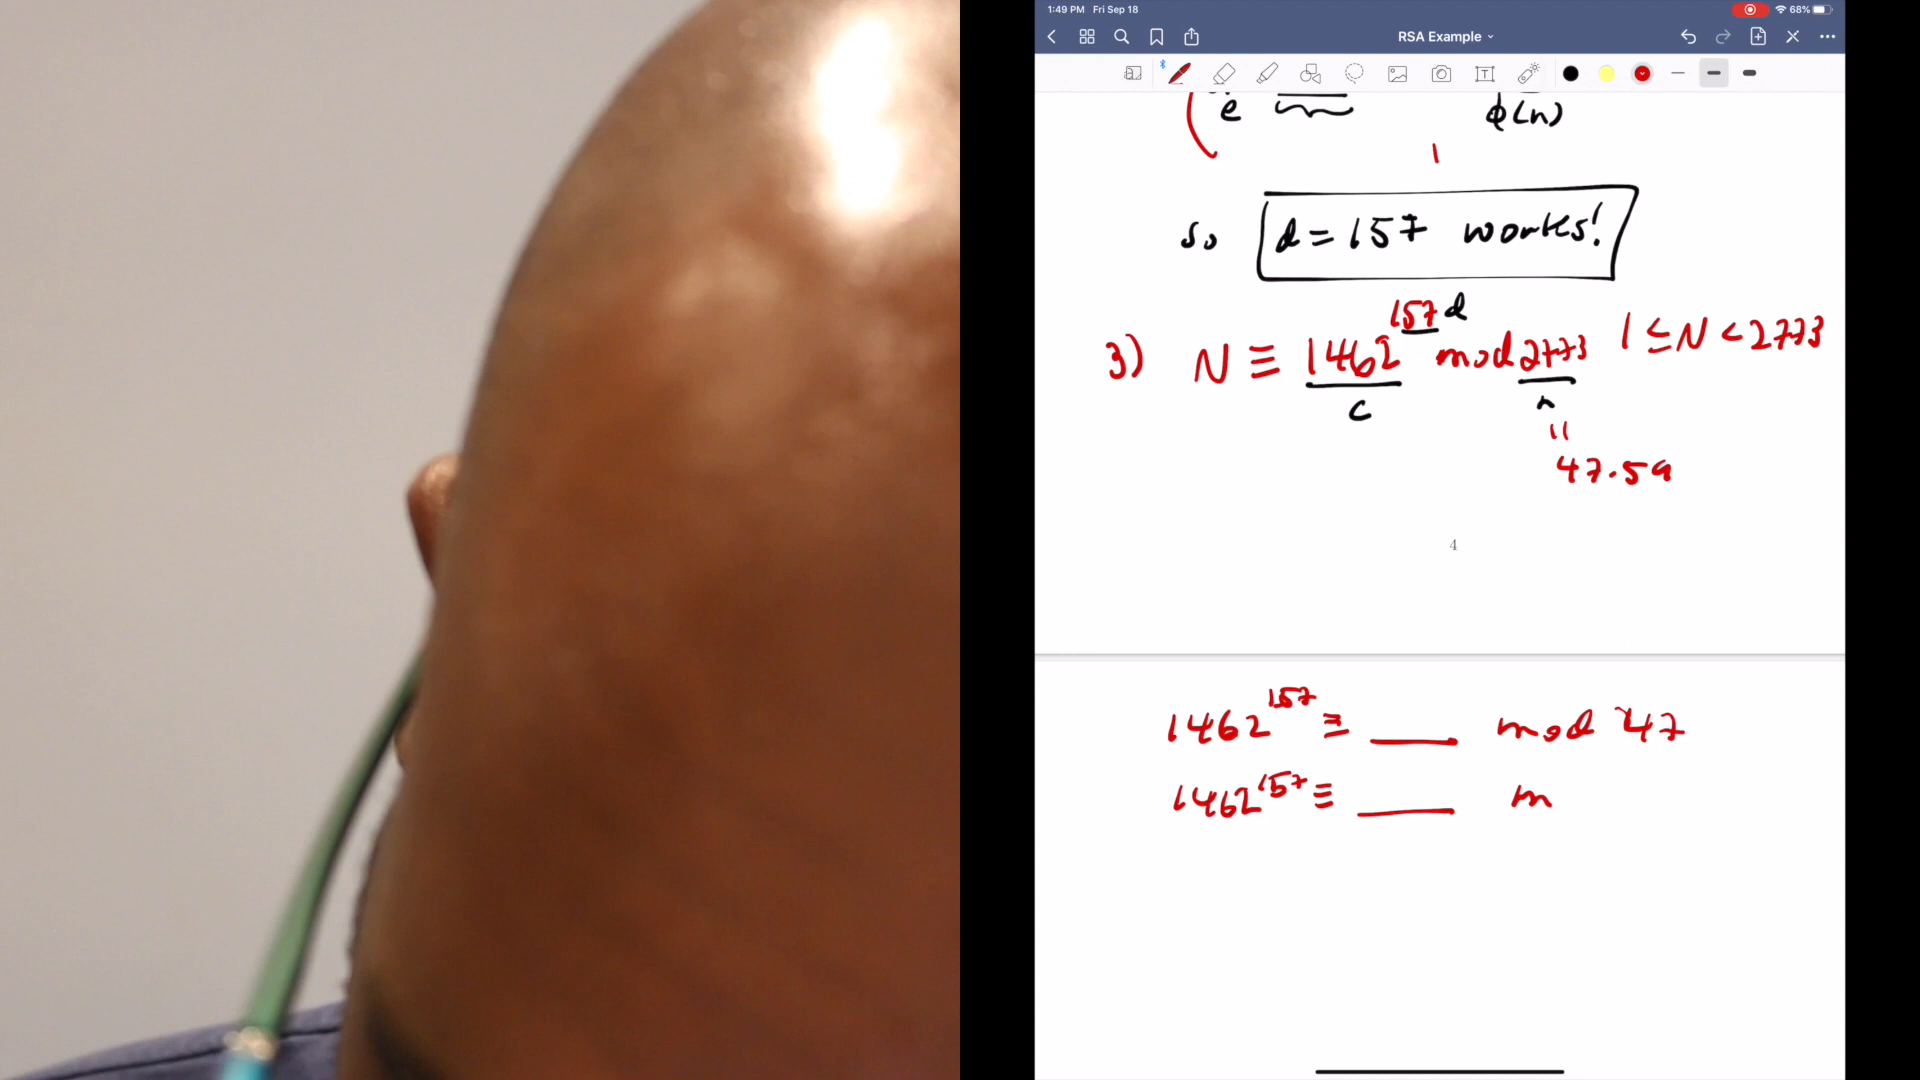 1:49 PM Fri Sep 18
68%
RSA Example
T
e
ϕ(n)
so d = 157 works!
3) N ≡ 1462^157 mod 2773 1 ≤ N < 2773
d
c
n
47·59
4
1462^157 ≡ ___ mod 47
1462^157 ≡ ___ m